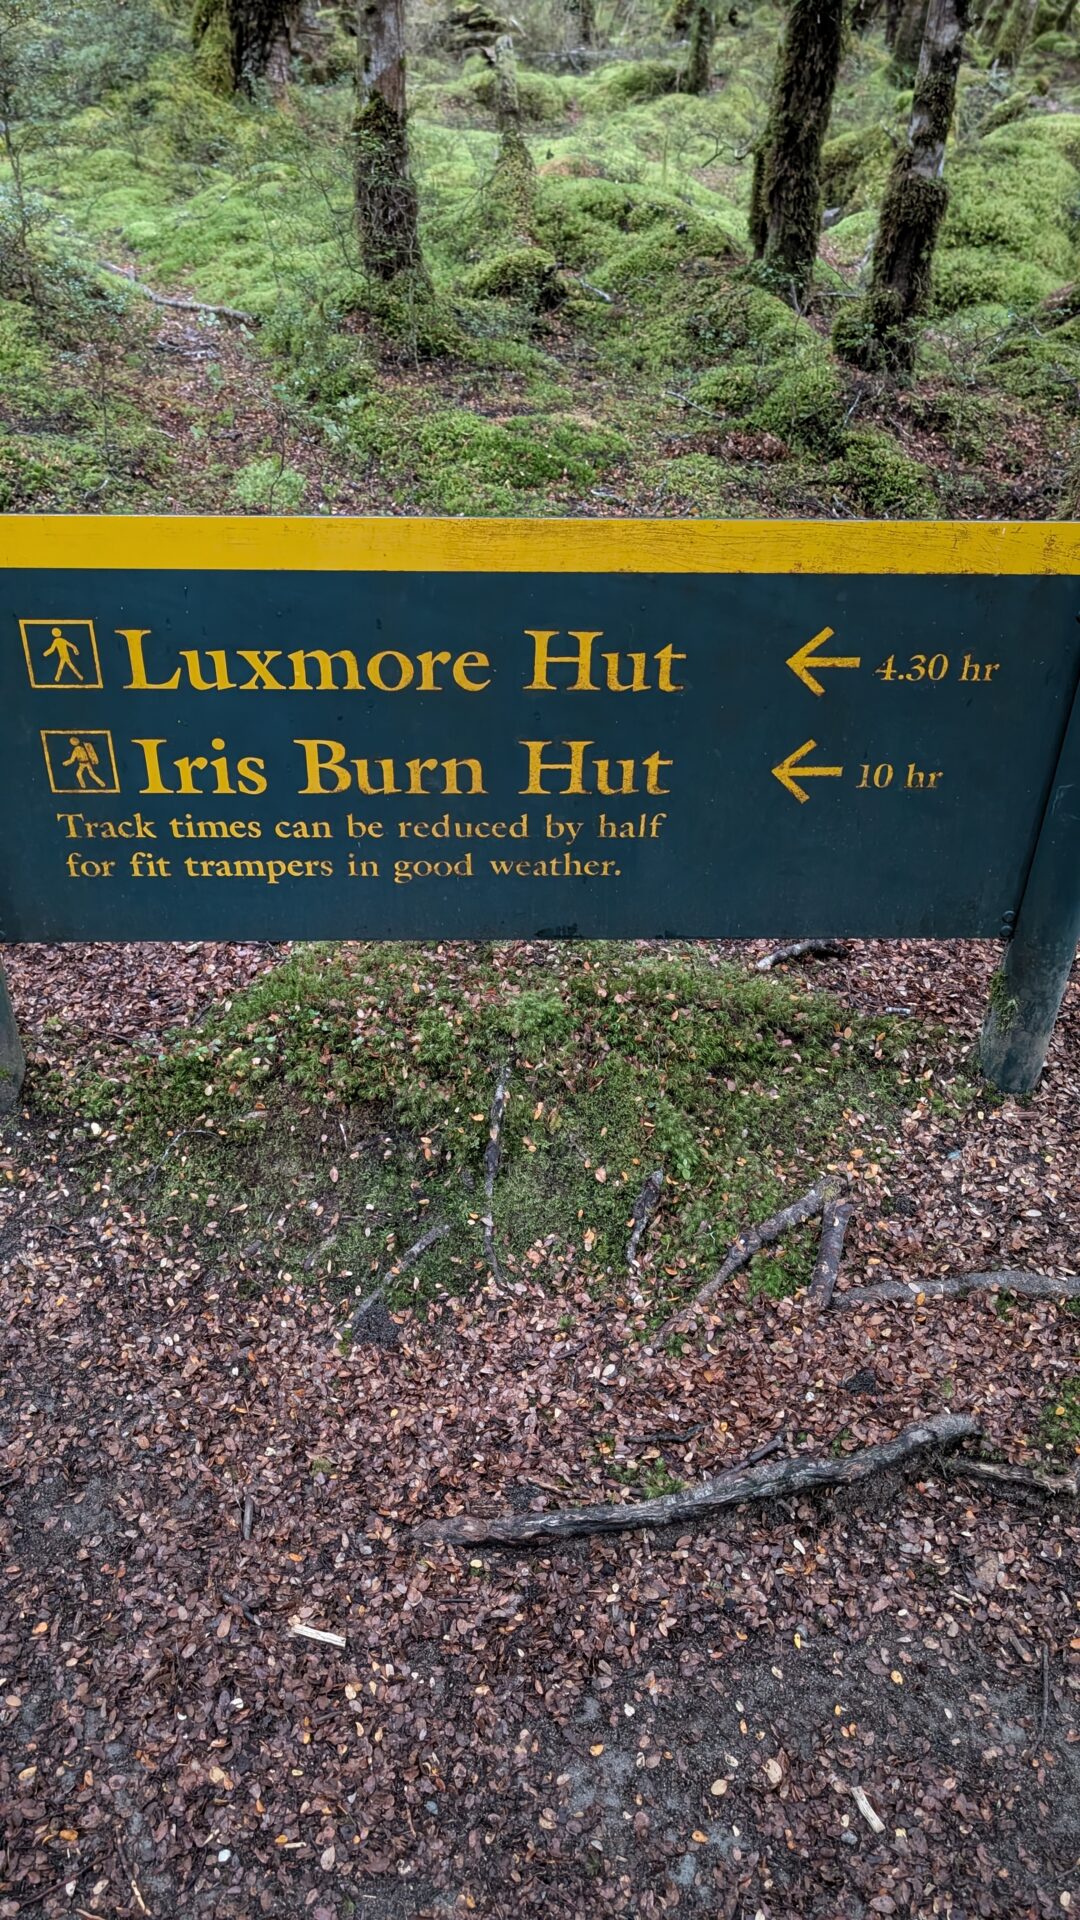 Luxmore Hut ← 4.30 hr
Iris Burn Hut ← 10 hr
Track times can be reduced by half
for fit trampers in good weather.